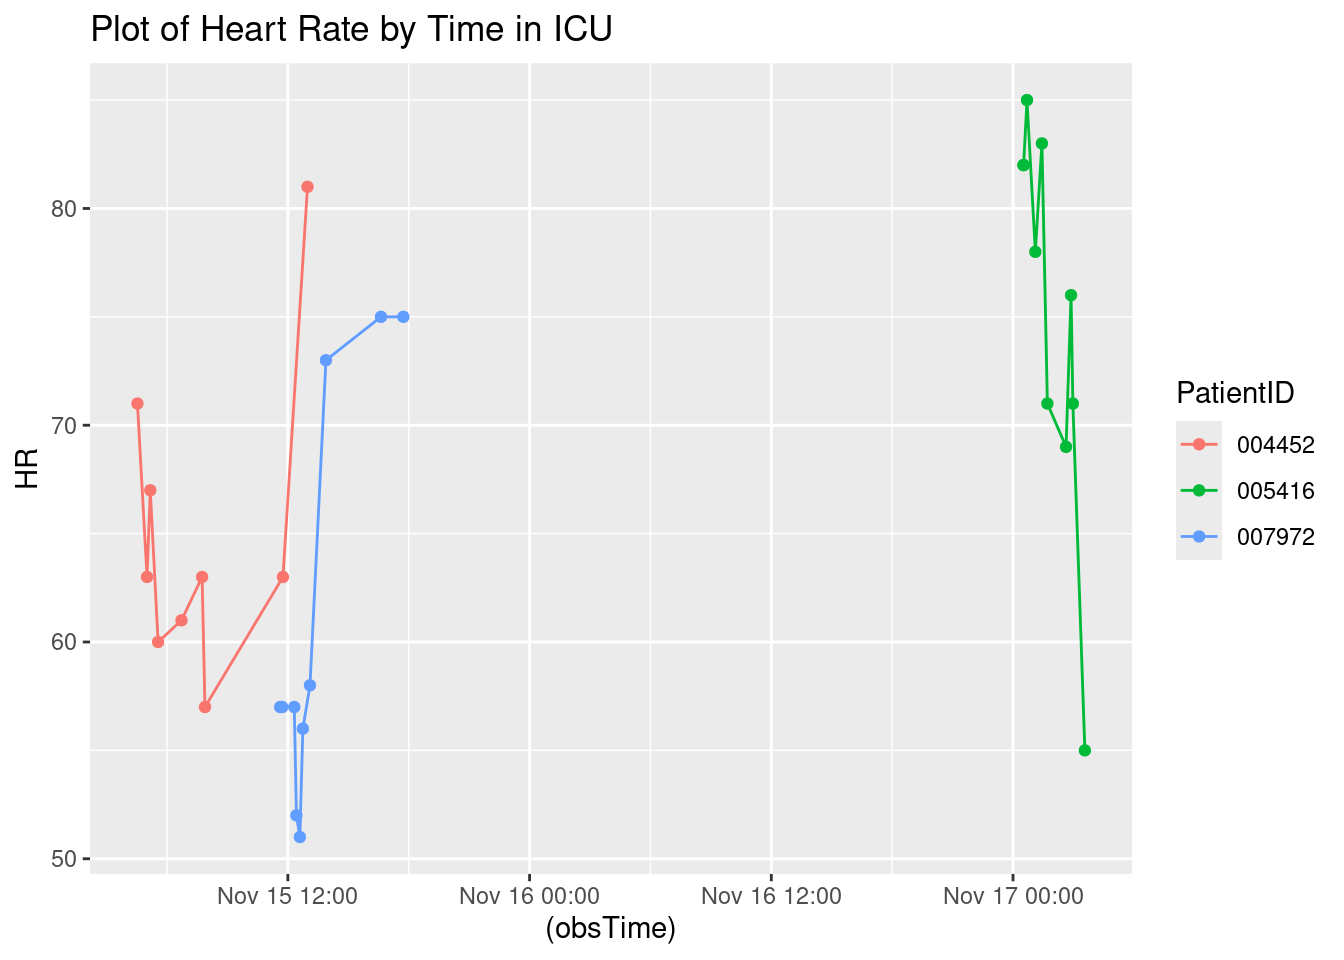 Plot of Heart Rate by Time in ICU
HR
80
70
60
50
Nov 15 12:00 Nov 16 00:00 Nov 16 12:00 Nov 17 00:00
(obsTime)
PatientID
004452
005416
007972